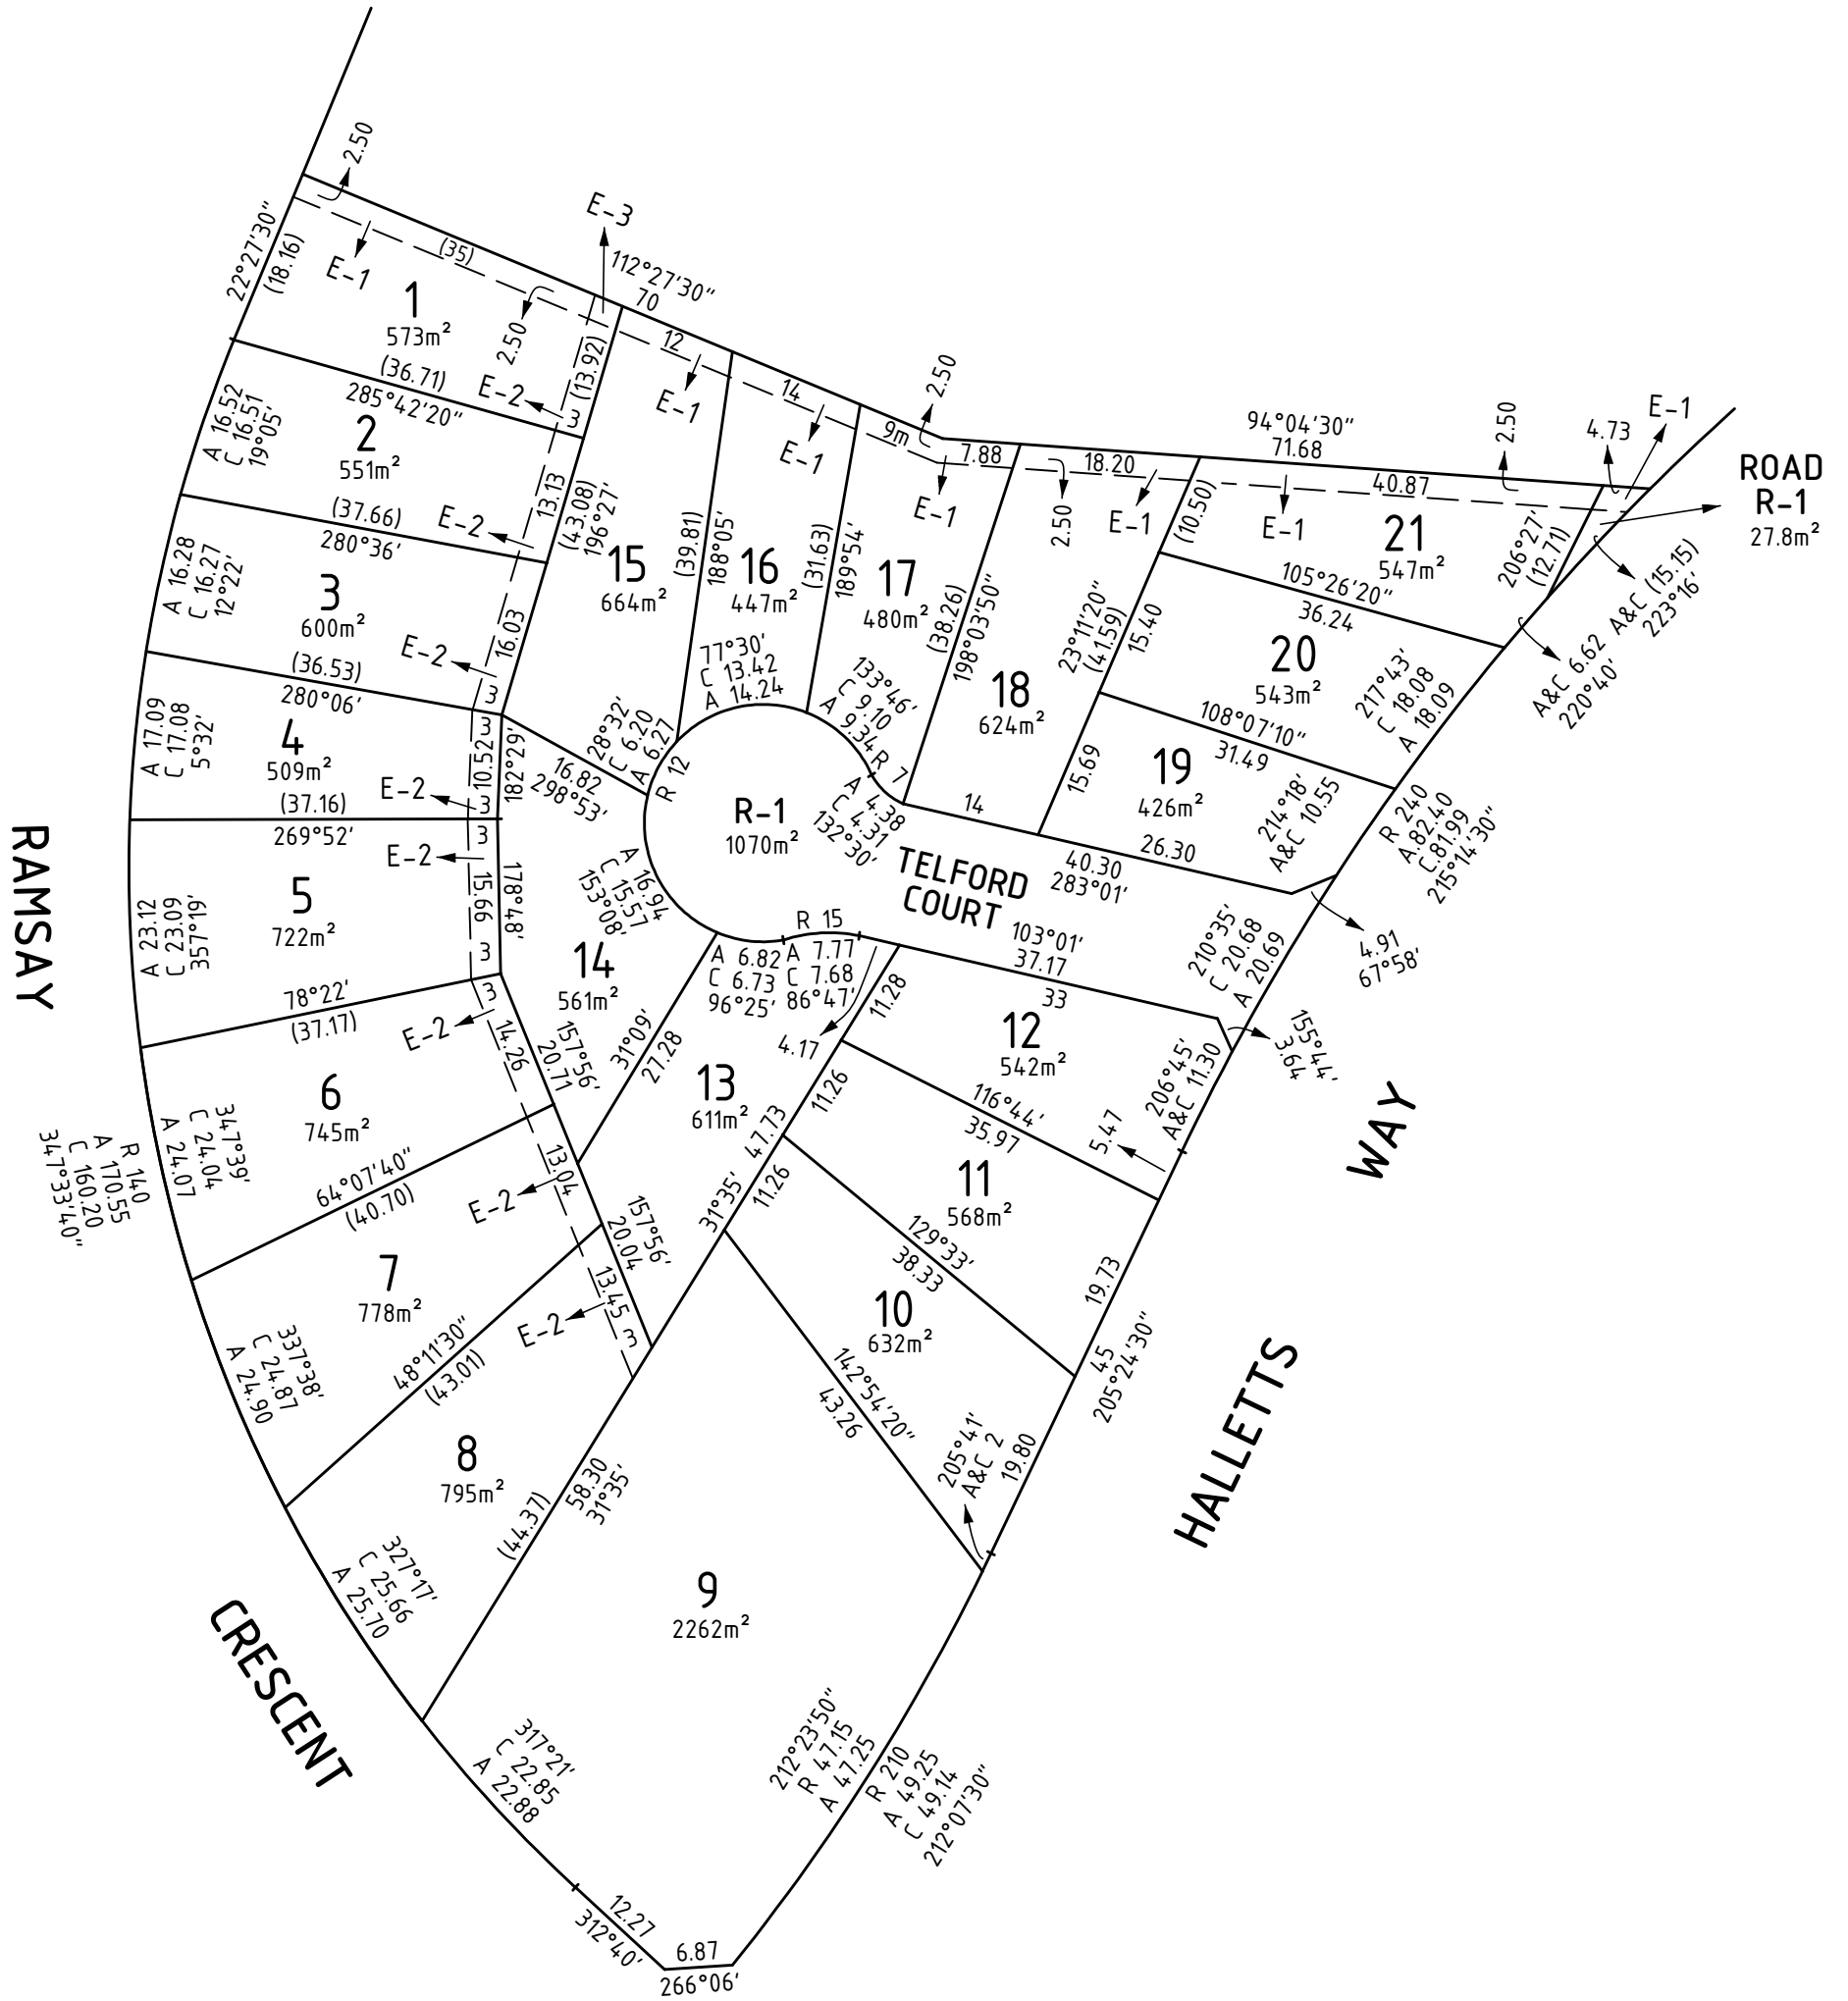 2.50
E-3
22°27'30"
(18.16)
E-1
(35)
112°27'30"
70
1
573m²
2.50
(13.92)
12
E-1
(36.71)
285°42'20"
E-2
3
14
E-1
9m
2.50
E-1
7.88
94°04'30"
71.68
18.20
2.50
E-1
E-1
2.50
4.73
E-1
40.87
ROAD
R-1
27.8m²
A 16.52
C 16.51
19°05'
2
551m²
13.13
(43.08)
196°27'
(37.66)
280°36'
E-2
15
664m²
(39.81)
188°05'
16
447m²
(31.63)
189°54'
17
480m²
(38.26)
198°03'50"
18
624m²
23°11'20"
(41.59)
(10.50)
15.40
21
547m²
105°26'20"
36.24
206°27'
(12.71)
A&C (15.15)
223°16'
A&C 6.62
220°40'
A 16.28
C 16.27
12°22'
3
600m²
16.03
E-2
3
(36.53)
280°06'
77°30'
C 13.42
A 14.24
133°46'
C 9.10
A 9.34
R 7
20
543m²
217°43'
C 18.08
A 18.09
108°07'10"
31.49
A 17.09
C 17.08
5°32'
4
509m²
3
10.52
182°29'
3
E-2
(37.16)
269°52'
28°32'
C 6.20
A 6.27
R 12
16.82
298°53'
R-1
1070m²
A 4.38
C 4.31
132°30'
14
15.69
19
426m²
26.30
40.30
283°01'
214°18'
A&C 10.55
R 240
A.82.40
C.81.99
215°14'30"
RAMSAY
3
E-2
A 23.12
C 23.09
357°19'
5
722m²
15.66
178°48'
3
A 16.94
C 15.57
153°08'
TELFORD
COURT
R 15
A 6.82
C 6.73
96°25'
A 7.77
C 7.68
86°47'
4.17
103°01'
37.17
33
210°35'
C 20.68
A 20.69
4.91
67°58'
78°22'
(37.17)
3
E-2
14.26
14
561m²
157°56'
20.71
31°09'
27.28
13
611m²
11.28
12
542m²
155°44'
3.64
206°45'
A&C 11.30
6
745m²
347°39'
C 24.04
A 24.07
R 140
A 170.55
C 160.20
347°33'40"
64°07'40"
(40.70)
13.04
E-2
11.26
116°44'
35.97
5.47
WAY
11
568m²
31°35'
47.73
11.26
129°33'
38.33
19.73
45
205°24'30"
7
778m²
337°38'
C 24.87
A 24.90
157°56'
20.04
13.45
3
E-2
48°11'30"
(43.01)
10
632m²
142°54'20"
43.26
205°41'
A&C 2
19.80
HALLETTS
8
795m²
58.30
31°35'
(44.37)
327°17'
C 25.66
A 25.70
9
2262m²
CRESCENT
317°21'
C 22.85
A 22.88
212°23'50"
R 47.15
A 47.25
R 210
A 49.25
C 49.14
212°07'30"
12.27
312°40'
6.87
266°06'